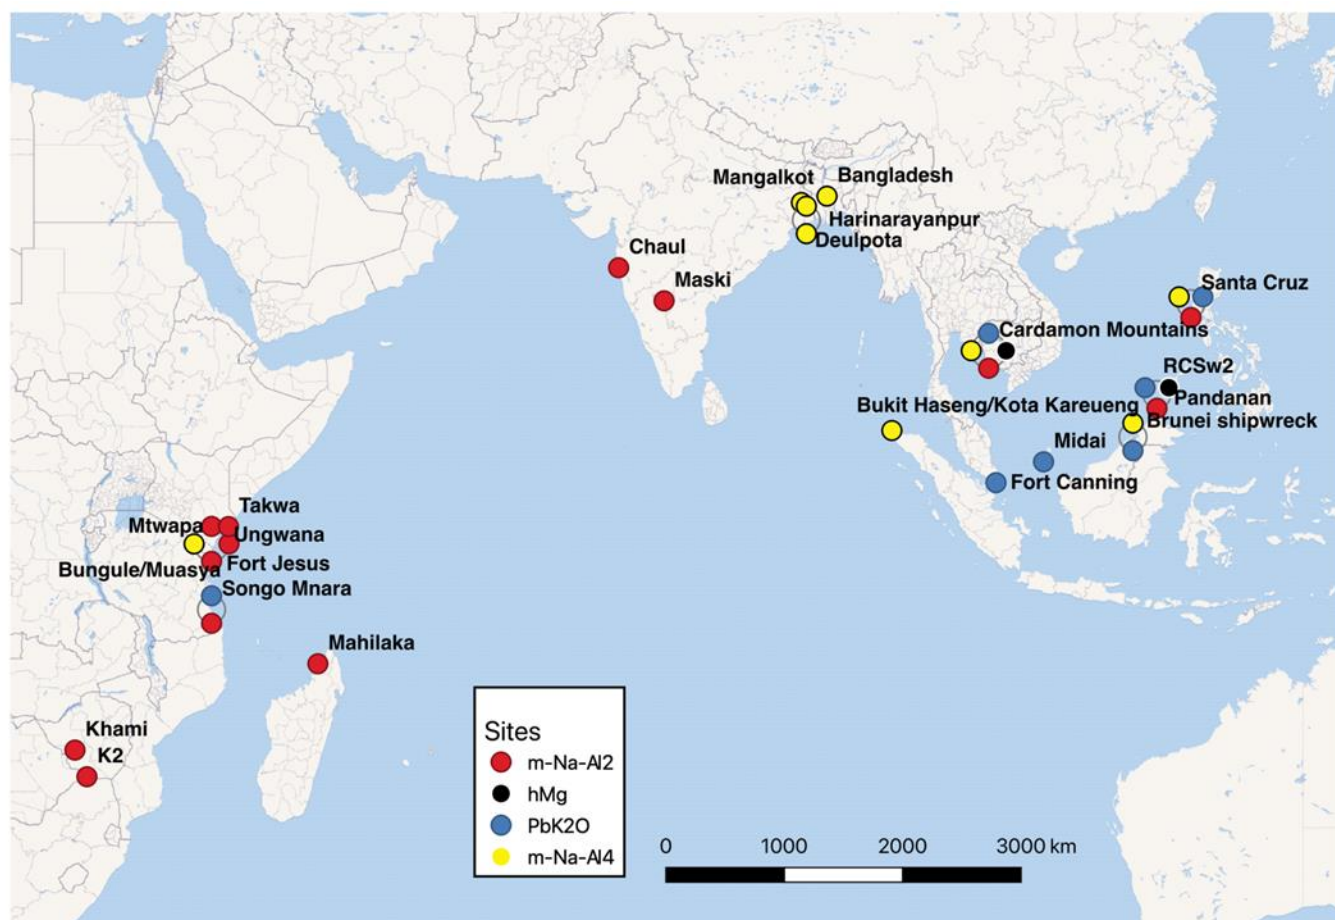 Mangalkot
Bangladesh
Harinarayanpur
Deulpota
Chaul
Maski
Santa Cruz
Cardamon Mountains
RCSw2
Pandanan
Bukit Haseng/Kota Kareueng
Brunei shipwreck
Midai
Fort Canning
Takwa
Mtwapa
Ungwana
Fort Jesus
Bungule/Muasya
Songo Mnara
Mahilaka
Khami
K2
Sites
m-Na-Al2
hMg
PbK2O
m-Na-Al4
0 1000 2000 3000 km